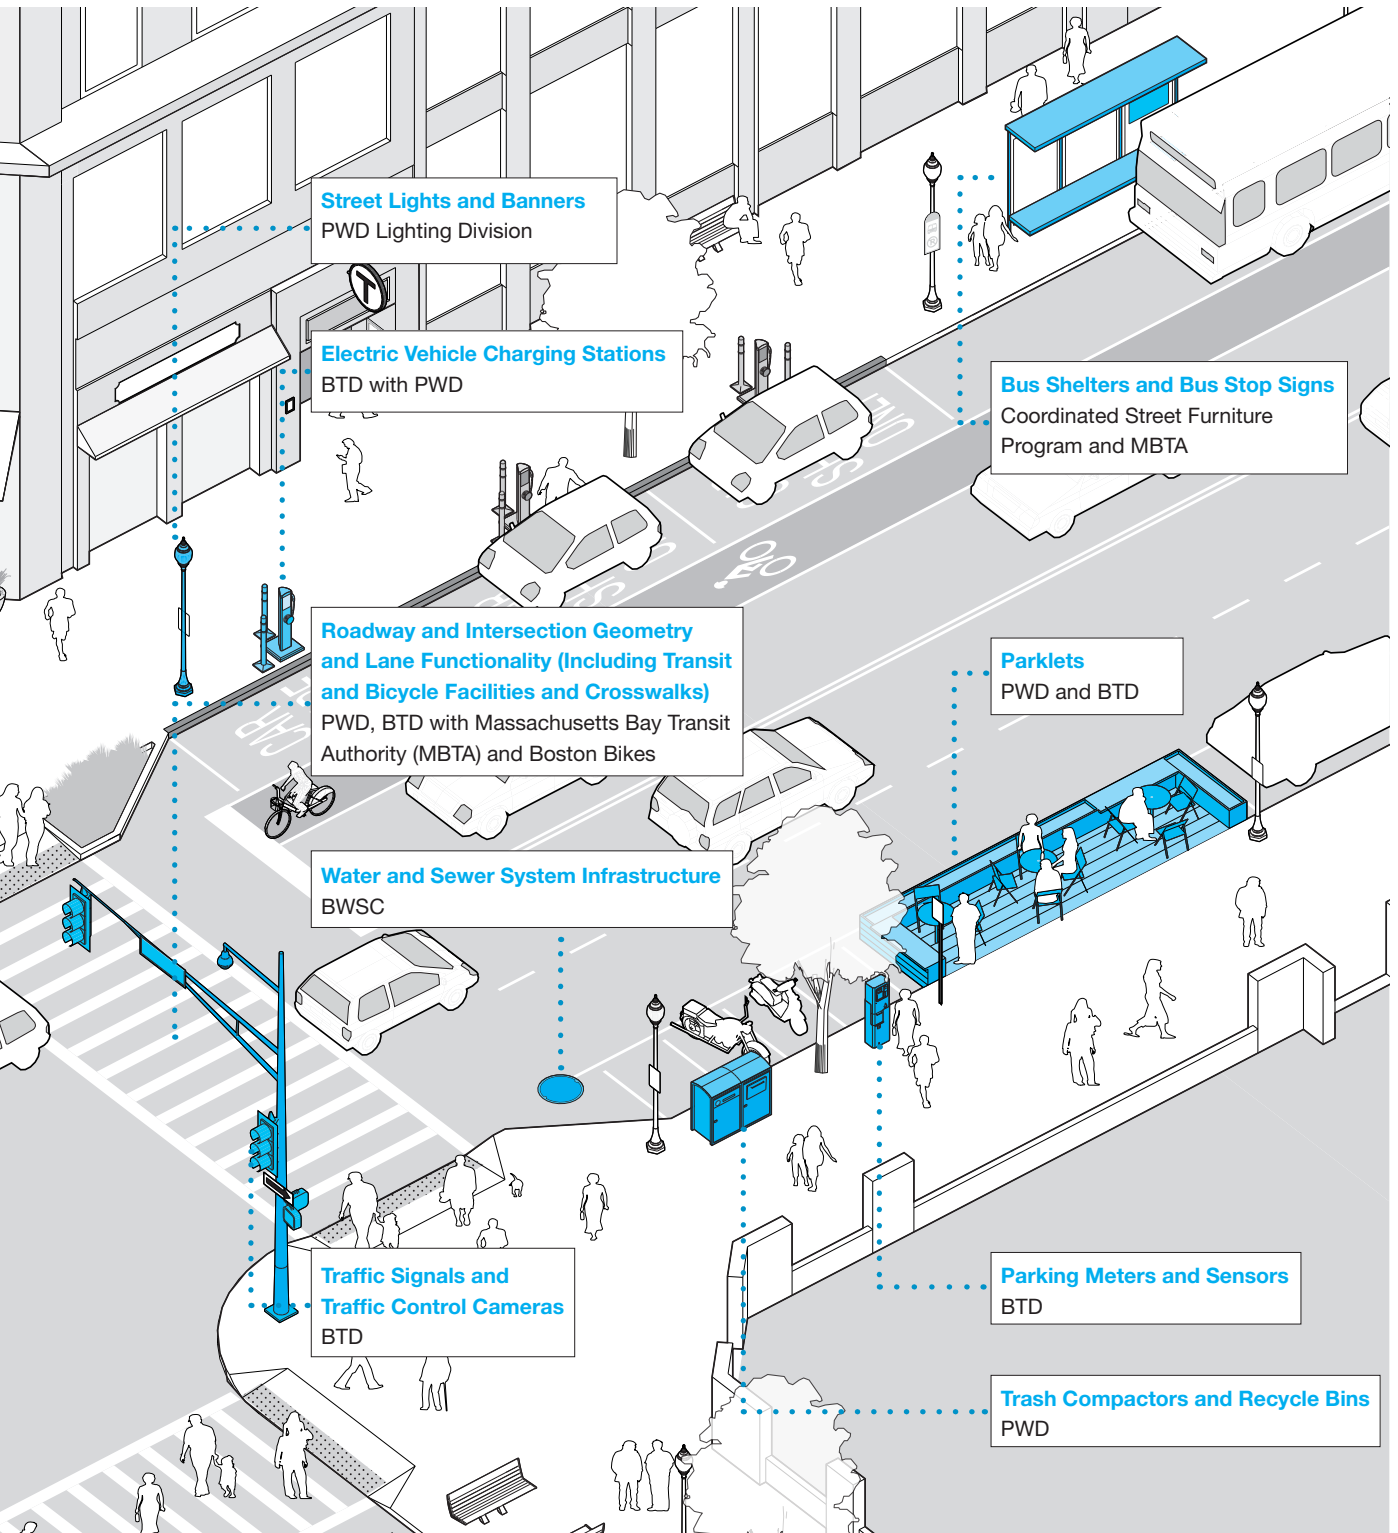 Street Lights and Banners
PWD Lighting Division
T
Electric Vehicle Charging Stations
BTD with PWD
Bus Shelters and Bus Stop Signs
Coordinated Street Furniture
Program and MBTA
Roadway and Intersection Geometry
and Lane Functionality (Including Transit
and Bicycle Facilities and Crosswalks)
PWD, BTD with Massachusetts Bay Transit
Authority (MBTA) and Boston Bikes
Parklets
PWD and BTD
CAR
Water and Sewer System Infrastructure
BWSC
Traffic Signals and
Traffic Control Cameras
BTD
Parking Meters and Sensors
BTD
Trash Compactors and Recycle Bins
PWD